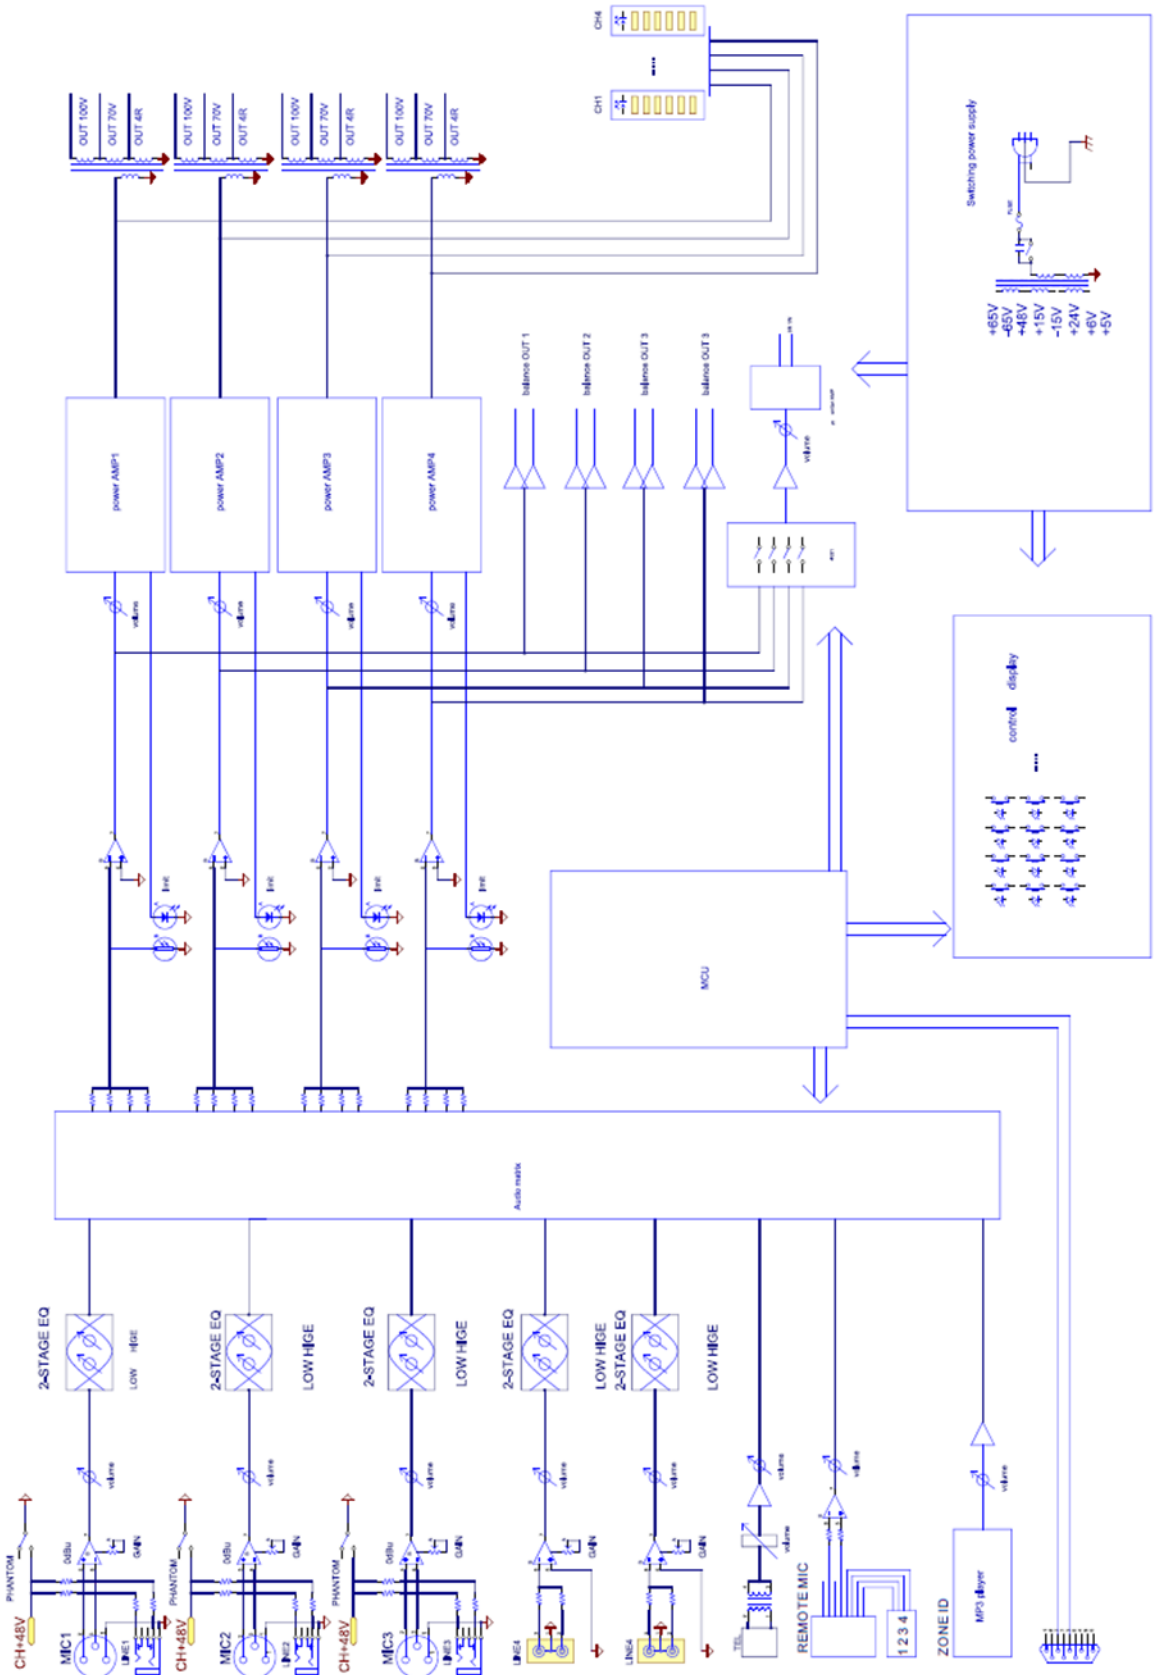 CH4
CH1
OUT 100V
OUT 70V
OUT 4R
OUT 100V
OUT 70V
OUT 4R
OUT 100V
OUT 70V
OUT 4R
OUT 100V
OUT 70V
OUT 4R
Switching power supply
+65V
-65V
+48V
+15V
-15V
+24V
+6V
+5V
power AMP1
power AMP2
power AMP3
power AMP4
balance OUT 1
balance OUT 2
balance OUT 3
balance OUT 3
volume
volume
volume
volume
volume
limit
limit
limit
limit
control display
MCU
Audio matrix
2-STAGE EQ
LOW HIGE
2-STAGE EQ
LOW HIGE
2-STAGE EQ
LOW HIGE
2-STAGE EQ
LOW HIGE
2-STAGE EQ
LOW HIGE
volume
volume
volume
volume
volume
volume
volume
volume
volume
PHANTOM
0dBu
GAIN
CH+48V
MIC1
LINE1
PHANTOM
0dBu
GAIN
CH+48V
MIC2
LINE2
PHANTOM
0dBu
GAIN
CH+48V
MIC3
LINE3
GAIN
LINE4
GAIN
LINE4
TEL
REMOTE MIC
1 2 3 4
ZONE ID
MP3 player